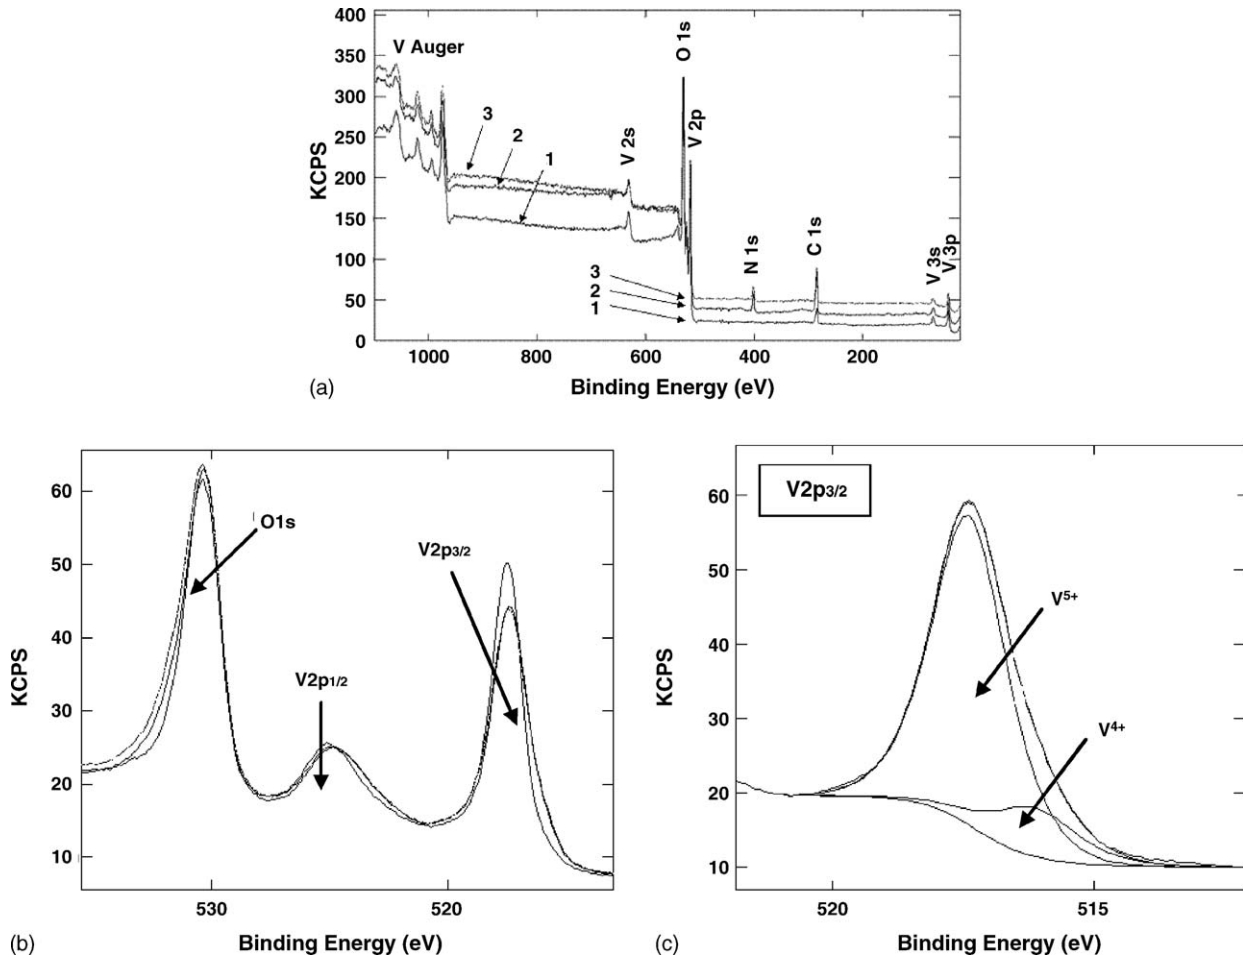 400
350
300
250
200
150
100
50
0
KCPS
V Auger
3
2
1
V 2s
O 1s
V 2p
3
2
1
N 1s
C 1s
V 3s
V 3p
1000
800
600
400
200
Binding Energy (eV)
(a)
60
50
40
30
20
10
KCPS
O1s
V2p1/2
V2p3/2
530
520
Binding Energy (eV)
(b)
V2p3/2
60
50
40
30
20
10
KCPS
V5+
V4+
520
515
Binding Energy (eV)
(c)